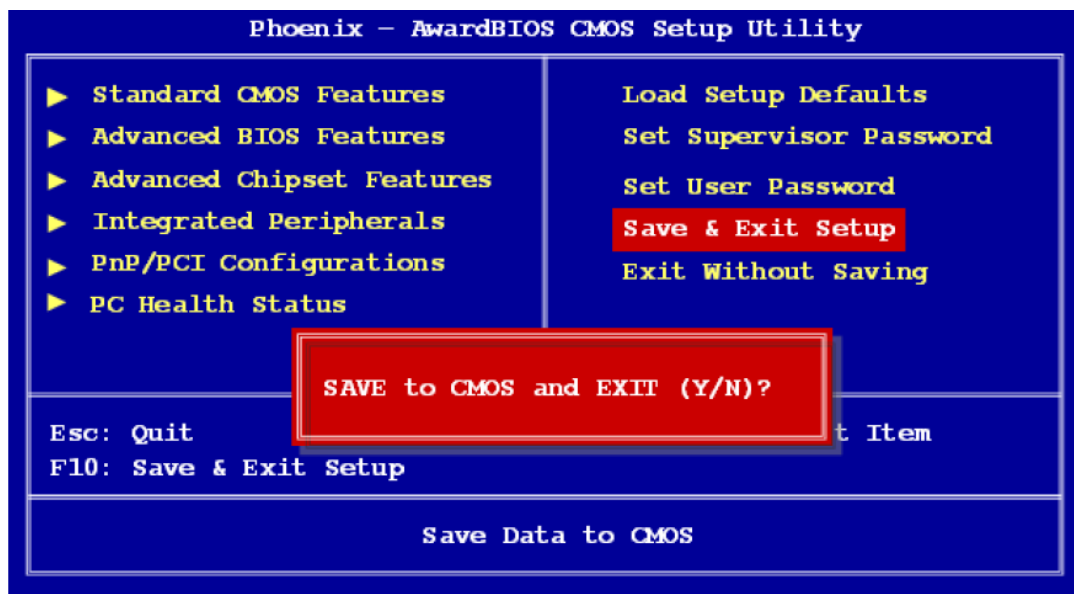 Phoenix — AwardBIOS CMOS Setup Utility
Standard CMOS Features
Advanced BIOS Features
Advanced Chipset Features
Integrated Peripherals
PnP/PCI Configurations
PC Health Status
Load Setup Defaults
Set Supervisor Password
Set User Password
Save & Exit Setup
Exit Without Saving
SAVE to CMOS and EXIT (Y/N)?
Esc: Quit
Item
F10: Save & Exit Setup
Save Data to CMOS